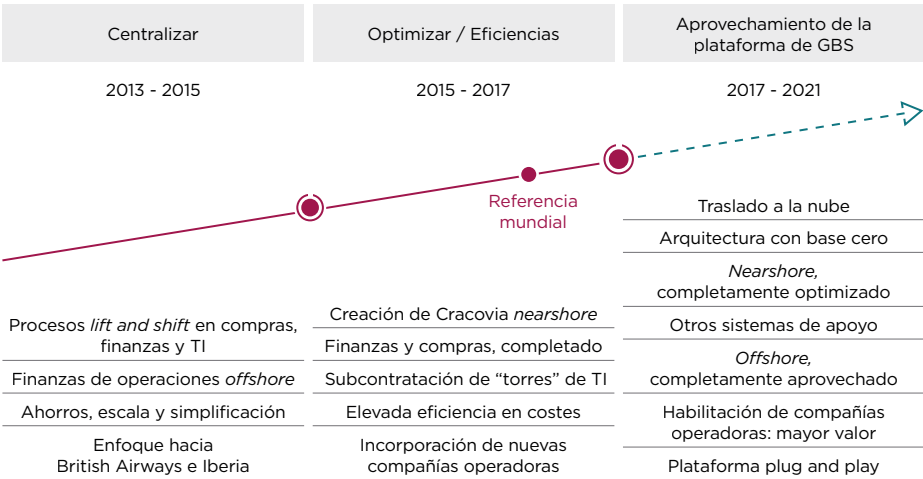 Centralizar
2013 - 2015
Procesos lift and shift en compras,
finanzas y TI
Finanzas de operaciones offshore
Ahorros, escala y simplificación
Enfoque hacia
British Airways e Iberia
Optimizar / Eficiencias
2015 - 2017
Referencia
mundial
Creación de Cracovia nearshore
Finanzas y compras, completado
Subcontratación de “torres” de TI
Elevada eficiencia en costes
Incorporación de nuevas
compañías operadoras
Aprovechamiento de la
plataforma de GBS
2017 - 2021
Traslado a la nube
Arquitectura con base cero
Nearshore,
completamente optimizado
Otros sistemas de apoyo
Offshore,
completamente aprovechado
Habilitación de compañías
operadoras: mayor valor
Plataforma plug and play